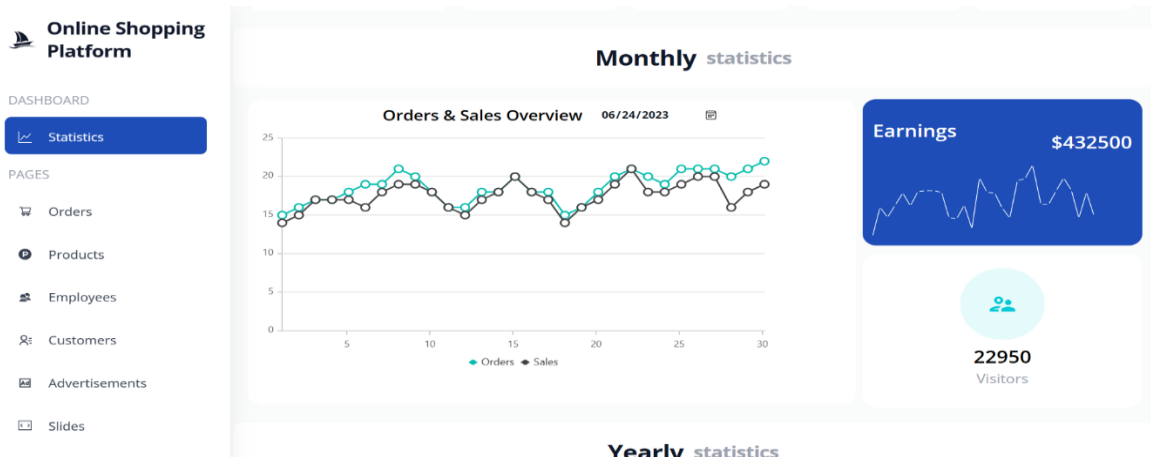 Online Shopping
Platform
DASHBOARD
Statistics
PAGES
Orders
Products
Employees
Customers
Advertisements
Slides
Monthly statistics
Orders & Sales Overview 06/24/2023
25
20
15
10
5
0
5 10 15 20 25 30
Orders Sales
Earnings
$432500
22950
Visitors
Yearly statistics